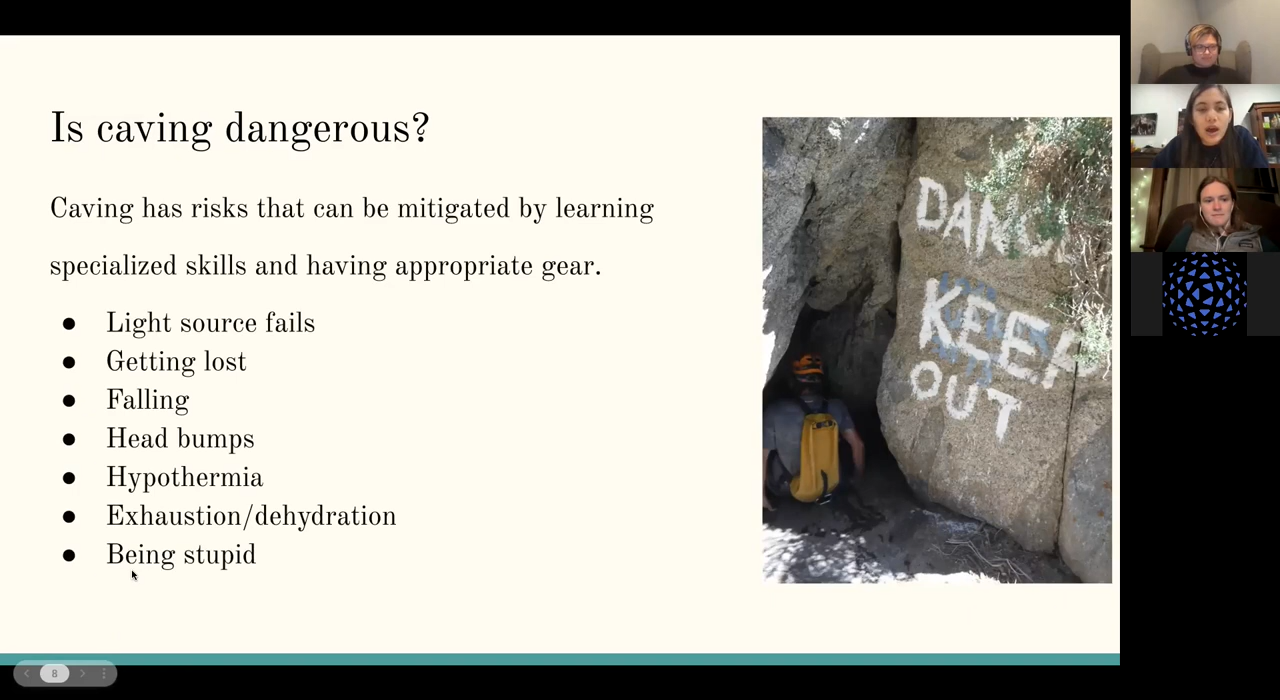 Is caving dangerous?
Caving has risks that can be mitigated by learning
specialized skills and having appropriate gear.
● Light source fails
● Getting lost
● Falling
● Head bumps
● Hypothermia
● Exhaustion/dehydration
● Being stupid
KEEP
OUT
8